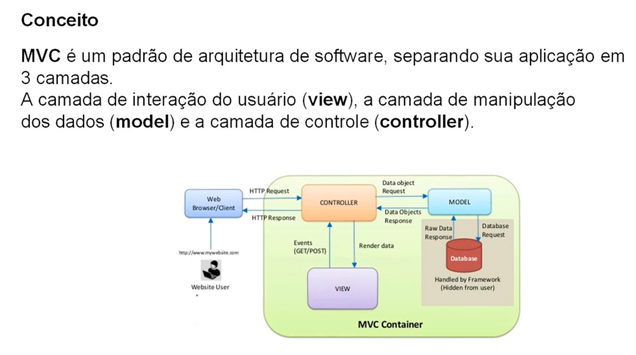 Conceito
MVC é um padrão de arquitetura de software, separando sua aplicação em
3 camadas.
A camada de interação do usuário (view), a camada de manipulação
dos dados (model) e a camada de controle (controller).
Web
Browser/Client
HTTP Request
HTTP Response
CONTROLLER
Data object
Request
Data Objects
Response
MODEL
http://www.mywebsite.com
Website User
Events
(GET/POST)
Render data
Raw Data
Response
Database
Request
Database
Handled by Framework
(Hidden from user)
VIEW
MVC Container